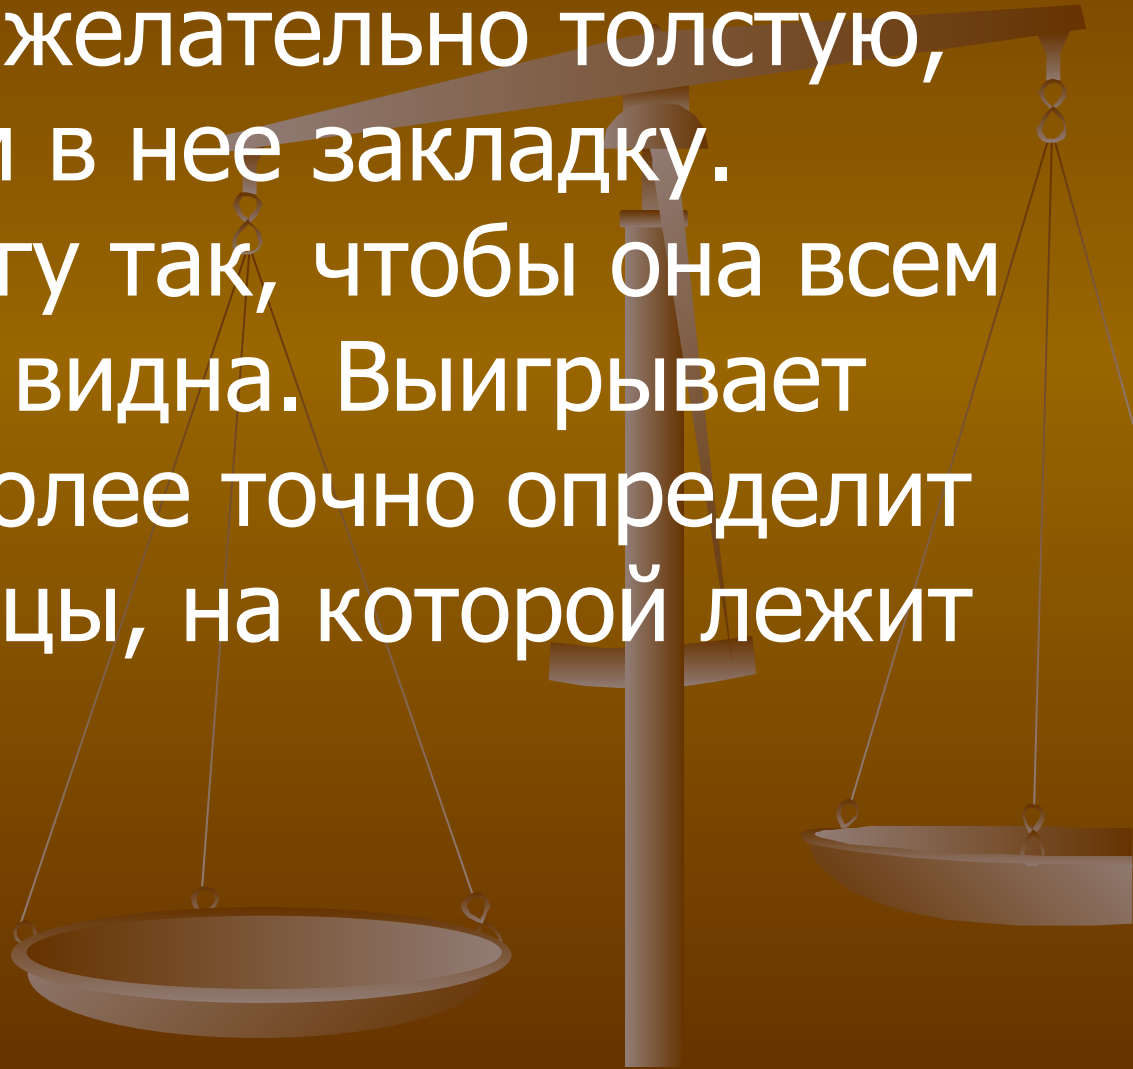 желательно толстую,
в нее закладку.
гу так, чтобы она всем
видна. Выигрывает
олее точно определит
цы, на которой лежит